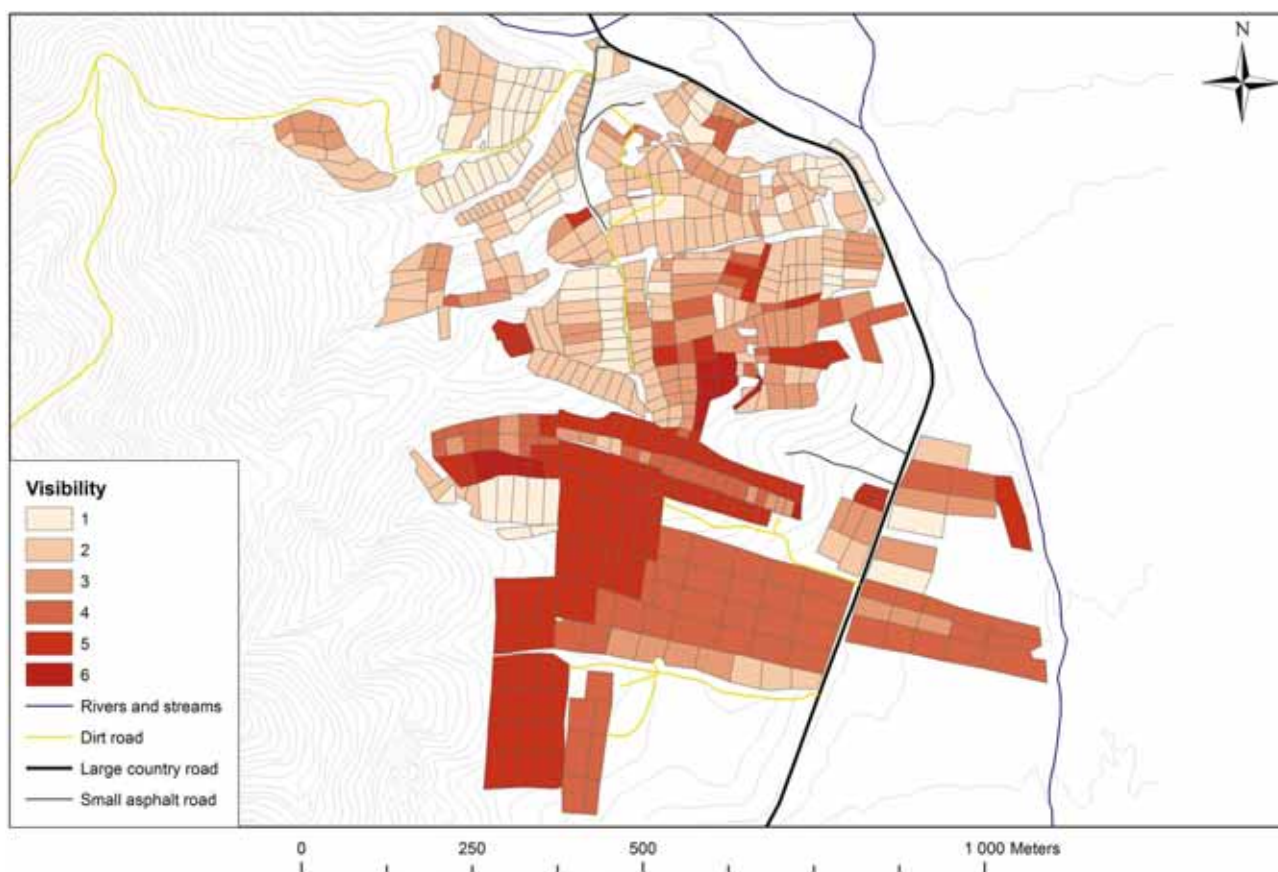 N
Visibility
1
2
3
4
5
6
Rivers and streams
Dirt road
Large country road
Small asphalt road
0 250 500 1 000 Meters